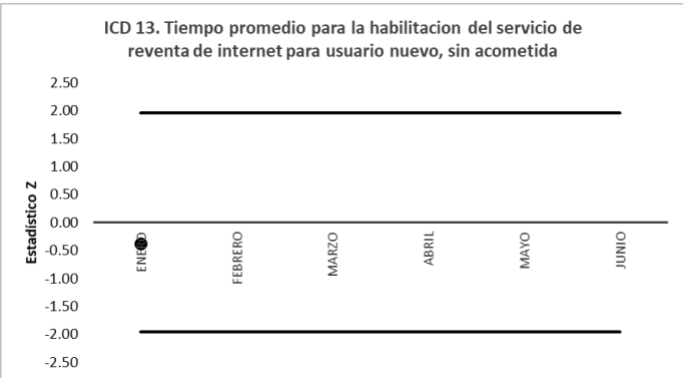 ICD 13. Tiempo promedio para la habilitacion del servicio de
reventa de internet para usuario nuevo, sin acometida
Estadístico Z
2.50
2.00
1.50
1.00
0.50
0.00
-0.50
-1.00
-1.50
-2.00
-2.50
ENERO
FEBRERO
MARZO
ABRIL
MAYO
JUNIO